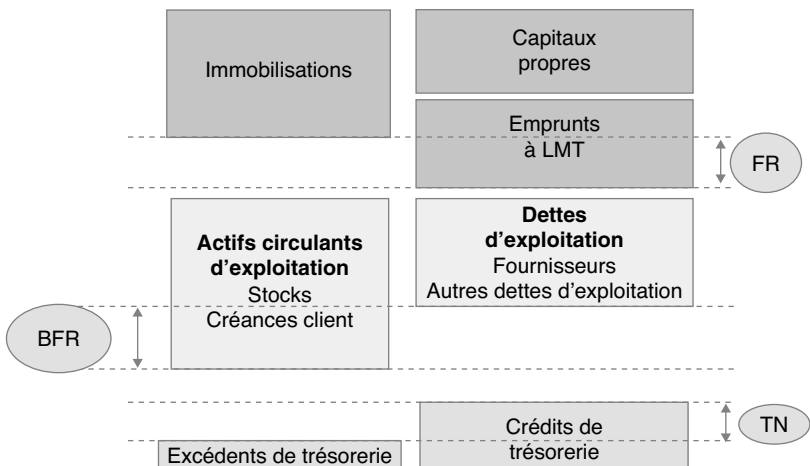 Immobilisations
Capitaux
propres
Emprunts
à LMT
FR
Actifs circulants
d'exploitation
Stocks
Créances client
Dettes
d'exploitation
Fournisseurs
Autres dettes d'exploitation
BFR
Excédents de trésorerie
Crédits de
trésorerie
TN